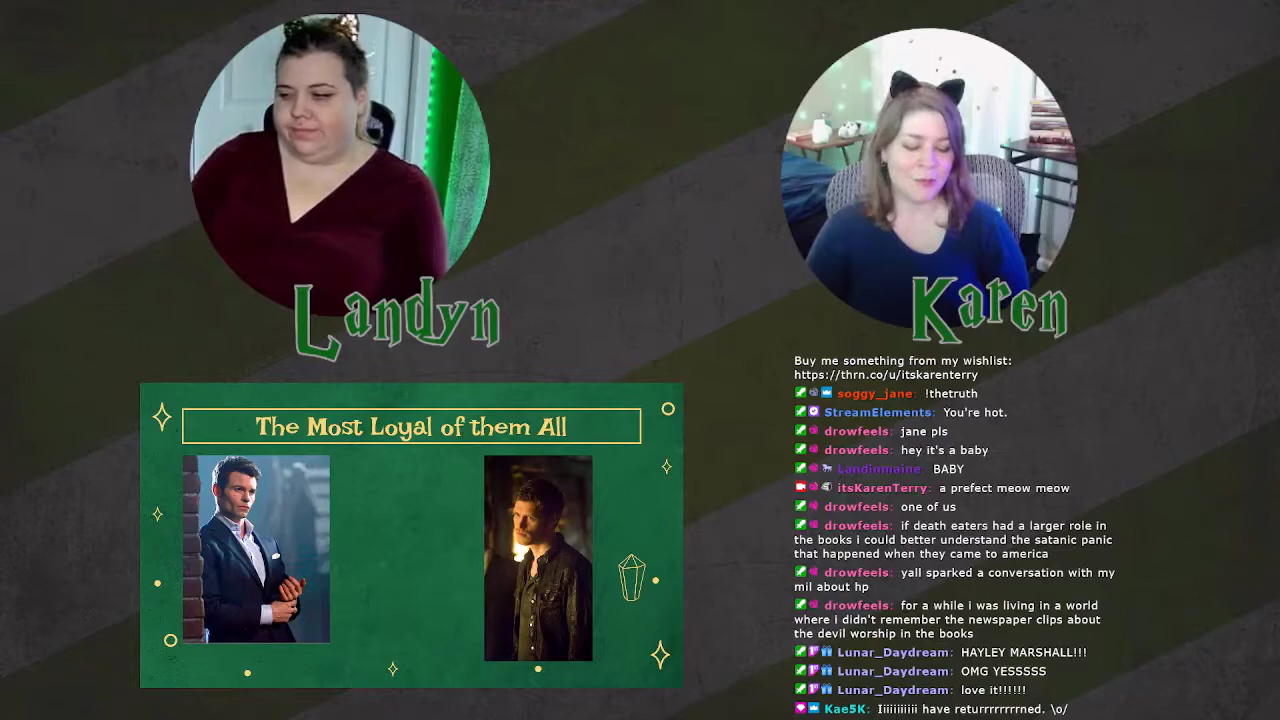 Landyn
Karen
The Most Loyal of them All
Buy me something from my wishlist:
https://thrn.co/u/itskarenterry
soggy_jane: !thetruth
StreamElements: You're hot.
drowfeels: jane pls
drowfeels: hey it's a baby
Landinmaine: BABY
itsKarenTerry: a prefect meow meow
drowfeels: one of us
drowfeels: if death eaters had a larger role in
the books i could better understand the satanic panic
that happened when they came to america
drowfeels: yall sparked a conversation with my
mil about hp
drowfeels: for a while i was living in a world
where i didn't remember the newspaper clips about
the devil worship in the books
Lunar_Daydream: HAYLEY MARSHALL!!!
Lunar_Daydream: OMG YESSSSS
Lunar_Daydream: love it!!!!!!
Kae5K: Iiiiiiiiii have returrrrrrrned. \o/